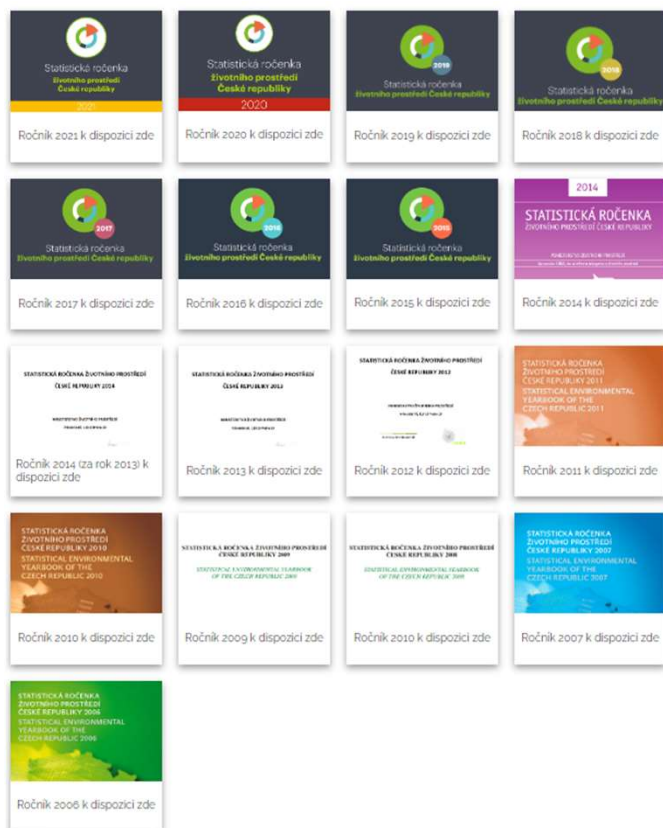 Statistická ročenka
životního prostředí
České republiky
2021
Ročník 2021 k dispozici zde
Statistická ročenka
životního prostředí
České republiky
2020
Ročník 2020 k dispozici zde
2019
Statistická ročenka
životního prostředí České republiky
Ročník 2019 k dispozici zde
2018
Statistická ročenka
životního prostředí České republiky
Ročník 2018 k dispozici zde
2017
Statistická ročenka
životního prostředí České republiky
Ročník 2017 k dispozici zde
2016
Statistická ročenka
životního prostředí České republiky
Ročník 2016 k dispozici zde
2015
Statistická ročenka
životního prostředí České republiky
Ročník 2015 k dispozici zde
2014
STATISTICKÁ ROČENKA
ŽIVOTNÍHO PROSTŘEDÍ ČESKÉ REPUBLIKY
Ročník 2014 k dispozici zde
STATISTICKÁ ROČENKA ŽIVOTNÍHO PROSTŘEDÍ
ČESKÉ REPUBLIKY 2014
Ročník 2014 (za rok 2013) k
dispozici zde
STATISTICKÁ ROČENKA ŽIVOTNÍHO PROSTŘEDÍ
ČESKÉ REPUBLIKY 2013
Ročník 2013 k dispozici zde
STATISTICKÁ ROČENKA ŽIVOTNÍHO PROSTŘEDÍ
ČESKÉ REPUBLIKY 2012
Ročník 2012 k dispozici zde
STATISTICKÁ ROČENKA
ŽIVOTNÍHO PROSTŘEDÍ
ČESKÉ REPUBLIKY 2011
STATISTICAL ENVIRONMENTAL
YEARBOOK OF THE
CZECH REPUBLIC 2011
Ročník 2011 k dispozici zde
STATISTICKÁ ROČENKA
ŽIVOTNÍHO PROSTŘEDÍ
ČESKÉ REPUBLIKY 2010
STATISTICAL ENVIRONMENTAL
YEARBOOK OF THE
CZECH REPUBLIC 2010
Ročník 2010 k dispozici zde
STATISTICKÁ ROČENKA ŽIVOTNÍHO PROSTŘEDÍ
ČESKÉ REPUBLIKY 2009
STATISTICAL ENVIRONMENTAL YEARBOOK
OF THE CZECH REPUBLIC 2009
Ročník 2009 k dispozici zde
STATISTICKÁ ROČENKA ŽIVOTNÍHO PROSTŘEDÍ
ČESKÉ REPUBLIKY 2008
STATISTICAL ENVIRONMENTAL YEARBOOK
OF THE CZECH REPUBLIC 2008
Ročník 2010 k dispozici zde
STATISTICKÁ ROČENKA
ŽIVOTNÍHO PROSTŘEDÍ
ČESKÉ REPUBLIKY 2007
STATISTICAL ENVIRONMENTAL
YEARBOOK OF THE
CZECH REPUBLIC 2007
Ročník 2007 k dispozici zde
STATISTICKÁ ROČENKA
ŽIVOTNÍHO PROSTŘEDÍ
ČESKÉ REPUBLIKY 2006
STATISTICAL ENVIRONMENTAL
YEARBOOK OF THE
CZECH REPUBLIC 2006
Ročník 2006 k dispozici zde